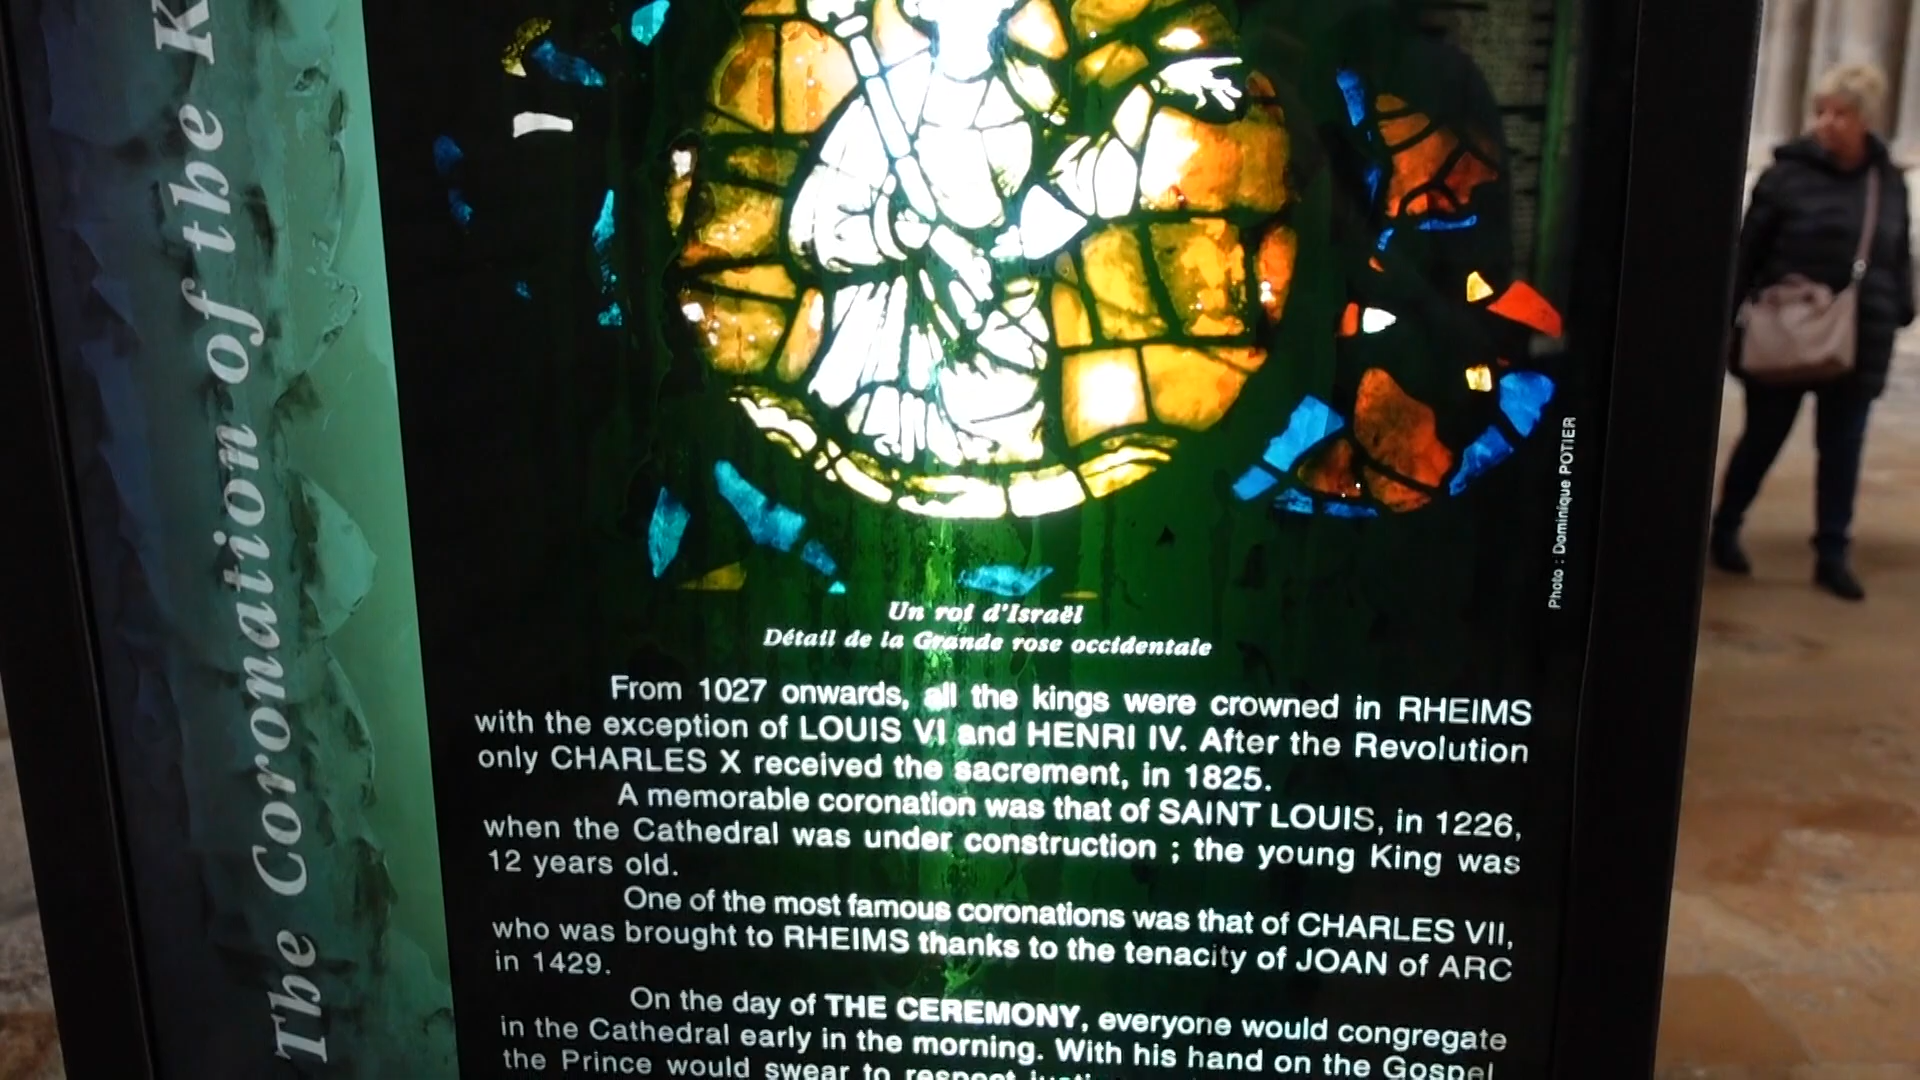 The Coronation of the K
Un roi d'Israël
Détail de la Grande rose occidentale
Photo : Dominique POTIER
From 1027 onwards, all the kings were crowned in RHEIMS
with the exception of LOUIS VI and HENRI IV. After the Revolution
only CHARLES X received the sacrement, in 1825.
A memorable coronation was that of SAINT LOUIS, in 1226,
when the Cathedral was under construction ; the young King was
12 years old.
One of the most famous coronations was that of CHARLES VII,
who was brought to RHEIMS thanks to the tenacity of JOAN of ARC
in 1429.
On the day of THE CEREMONY, everyone would congregate
in the Cathedral early in the morning. With his hand on the Gospel
the Prince would swear to respect